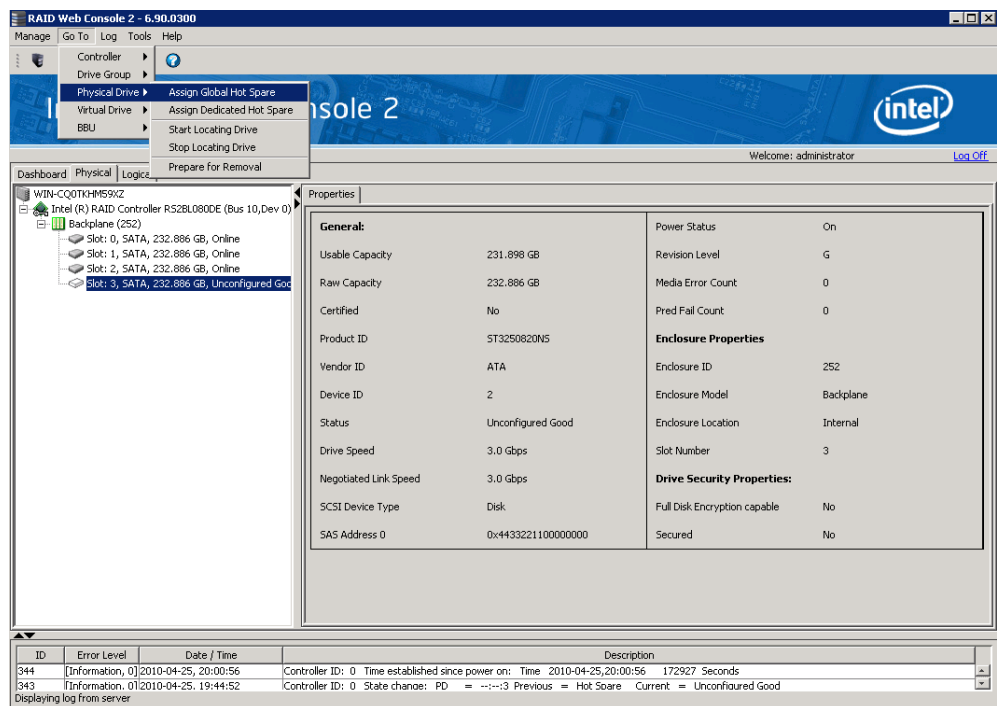 RAID Web Console 2 - 6.90.0300
Manage Go To Log Tools Help
Controller
Drive Group
Physical Drive
Virtual Drive
BBU
Assign Global Hot Spare
Assign Dedicated Hot Spare
Start Locating Drive
Stop Locating Drive
Prepare for Removal
nsole 2
intel
Welcome: administrator
Log Off
Dashboard Physical Logica
WIN-CQ0TKHM59XZ
Intel (R) RAID Controller RS2BL080DE (Bus 10,Dev 0)
Backplane (252)
Slot: 0, SATA, 232.886 GB, Online
Slot: 1, SATA, 232.886 GB, Online
Slot: 2, SATA, 232.886 GB, Online
Slot: 3, SATA, 232.886 GB, Unconfigured Goo
Properties
General:
Usable Capacity 231.898 GB
Raw Capacity 232.886 GB
Certified No
Product ID ST3250820NS
Vendor ID ATA
Device ID 2
Status Unconfigured Good
Drive Speed 3.0 Gbps
Negotiated Link Speed 3.0 Gbps
SCSI Device Type Disk
SAS Address 0 0x4433221100000000
Power Status On
Revision Level G
Media Error Count 0
Pred Fail Count 0
Enclosure Properties
Enclosure ID 252
Enclosure Model Backplane
Enclosure Location Internal
Slot Number 3
Drive Security Properties:
Full Disk Encryption capable No
Secured No
ID Error Level Date / Time Description
344 [Information, 0] 2010-04-25, 20:00:56 Controller ID: 0 Time established since power on: Time 2010-04-25,20:00:56 172927 Seconds
343 [Information, 0] 2010-04-25, 19:44:52 Controller ID: 0 State change: PD = --:--:3 Previous = Hot Spare Current = Unconfigured Good
Displaying log from server